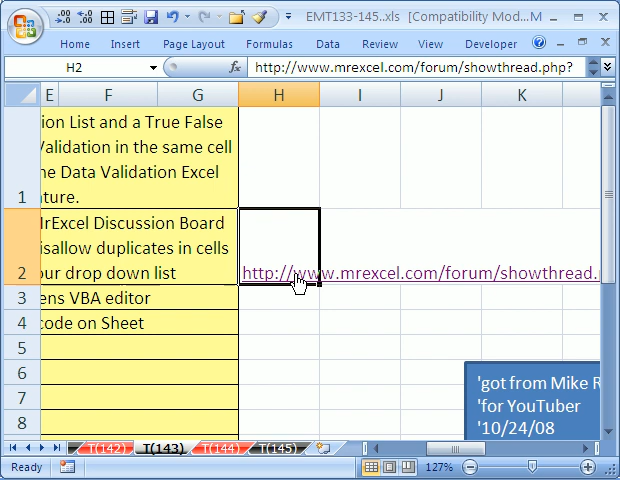 EMT133-145..xls [Compatibility Mod... M
Home Insert Page Layout Formulas Data Review View Developer
H2 fx http://www.mrexcel.com/forum/showthread.php?
E F G H I J K
ion List and a True False
Validation in the same cell
he Data Validation Excel
1 ature.
MrExcel Discussion Board
disallow duplicates in cells
2 our drop down list http://www.mrexcel.com/forum/showthread.
3 ens VBA editor
4 code on Sheet
5
6
7
8
'got from Mike R
'for YouTuber
'10/24/08
T(142) T(143) T(144) T(145)
Ready 127%